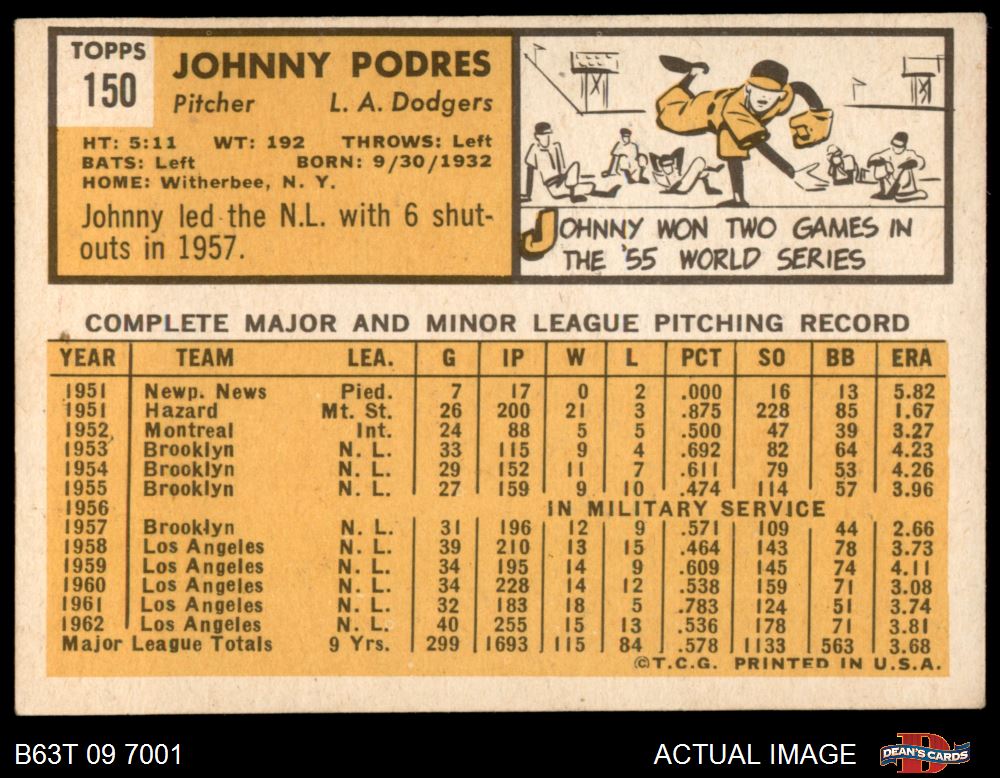 TOPPS
150
JOHNNY PODRES
Pitcher L. A. Dodgers
HT: 5:11 WT: 192 THROWS: Left
BATS: Left BORN: 9/30/1932
HOME: Witherbee, N. Y.
Johnny led the N.L. with 6 shut-
outs in 1957.
JOHNNY WON TWO GAMES IN
THE '55 WORLD SERIES
COMPLETE MAJOR AND MINOR LEAGUE PITCHING RECORD
YEAR TEAM LEA. G IP W L PCT SO BB ERA
1951 Newp. News Pied. 7 17 0 2 .000 16 13 5.82
1951 Hazard Mt. St. 26 200 21 3 .875 228 85 1.67
1952 Montreal Int. 24 88 5 5 .500 47 39 3.27
1953 Brooklyn N. L. 33 115 9 4 .692 82 64 4.23
1954 Brooklyn N. L. 29 152 11 7 .611 79 53 4.26
1955 Brooklyn N. L. 27 159 9 10 .474 114 57 3.96
1956 IN MILITARY SERVICE
1957 Brooklyn N. L. 31 196 12 9 .571 109 44 2.66
1958 Los Angeles N. L. 39 210 13 15 .464 143 78 3.73
1959 Los Angeles N. L. 34 195 14 9 .609 145 74 4.11
1960 Los Angeles N. L. 34 228 14 12 .538 159 71 3.08
1961 Los Angeles N. L. 32 183 18 5 .783 124 51 3.74
1962 Los Angeles N. L. 40 255 15 13 .536 178 71 3.81
Major League Totals 9 Yrs. 299 1693 115 84 .578 1133 563 3.68
©T.C.G. PRINTED IN U.S.A.
B63T 09 7001 ACTUAL IMAGE DEAN'S CARDS